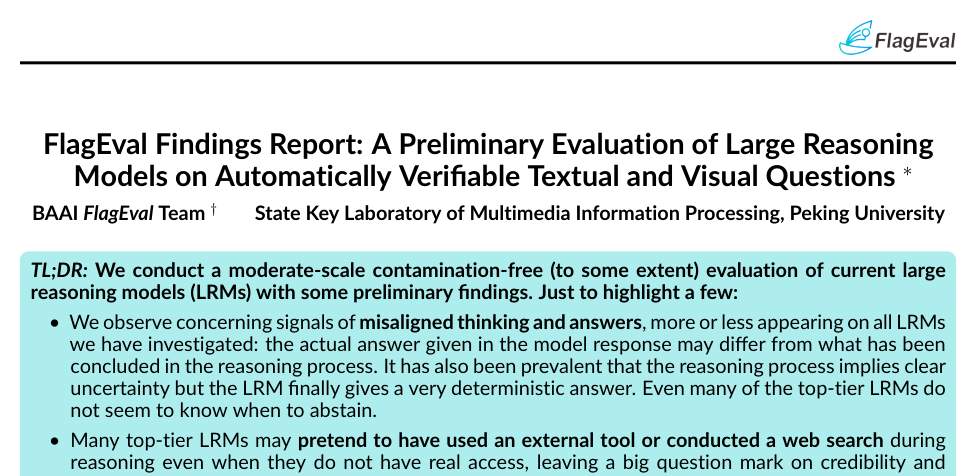 FlagEval
FlagEval Findings Report: A Preliminary Evaluation of Large Reasoning
Models on Automatically Verifiable Textual and Visual Questions *
BAAI FlagEval Team † State Key Laboratory of Multimedia Information Processing, Peking University
TL;DR: We conduct a moderate-scale contamination-free (to some extent) evaluation of current large
reasoning models (LRMs) with some preliminary findings. Just to highlight a few:
• We observe concerning signals of misaligned thinking and answers, more or less appearing on all LRMs
we have investigated: the actual answer given in the model response may differ from what has been
concluded in the reasoning process. It has also been prevalent that the reasoning process implies clear
uncertainty but the LRM finally gives a very deterministic answer. Even many of the top-tier LRMs do
not seem to know when to abstain.
• Many top-tier LRMs may pretend to have used an external tool or conducted a web search during
reasoning even when they do not have real access, leaving a big question mark on credibility and